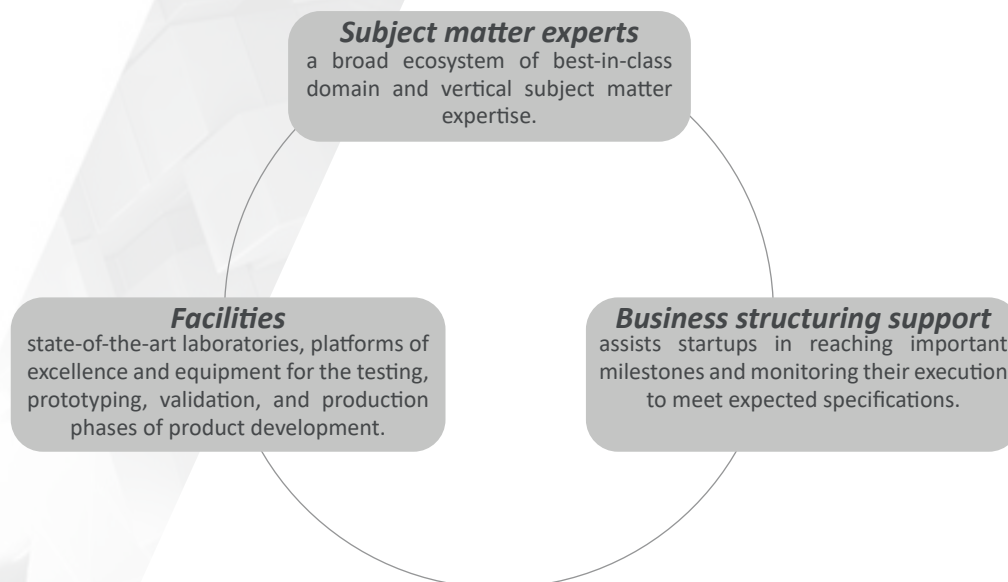 Subject matter experts
a broad ecosystem of best-in-class
domain and vertical subject matter
expertise.
Facilities
state-of-the-art laboratories, platforms of
excellence and equipment for the testing,
prototyping, validation, and production
phases of product development.
Business structuring support
assists startups in reaching important
milestones and monitoring their execution
to meet expected specifications.